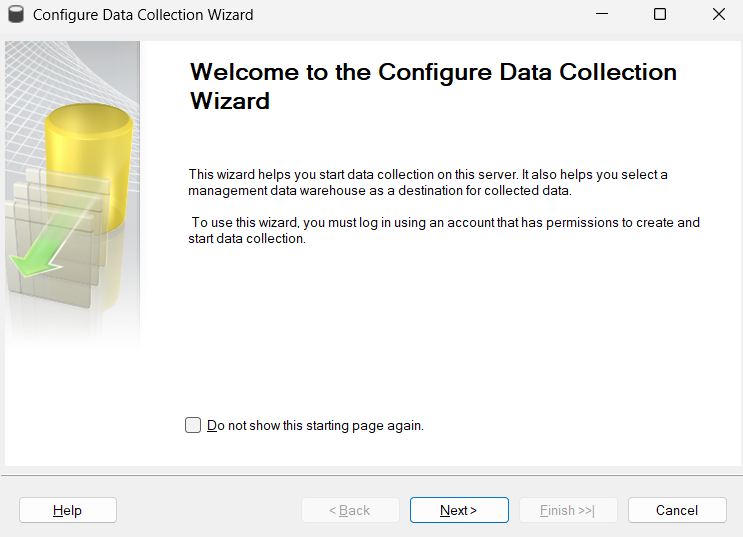 Configure Data Collection Wizard
Welcome to the Configure Data Collection
Wizard
This wizard helps you start data collection on this server. It also helps you select a
management data warehouse as a destination for collected data.
To use this wizard, you must log in using an account that has permissions to create and
start data collection.
Do not show this starting page again.
Help
< Back
Next >
Finish >>|
Cancel